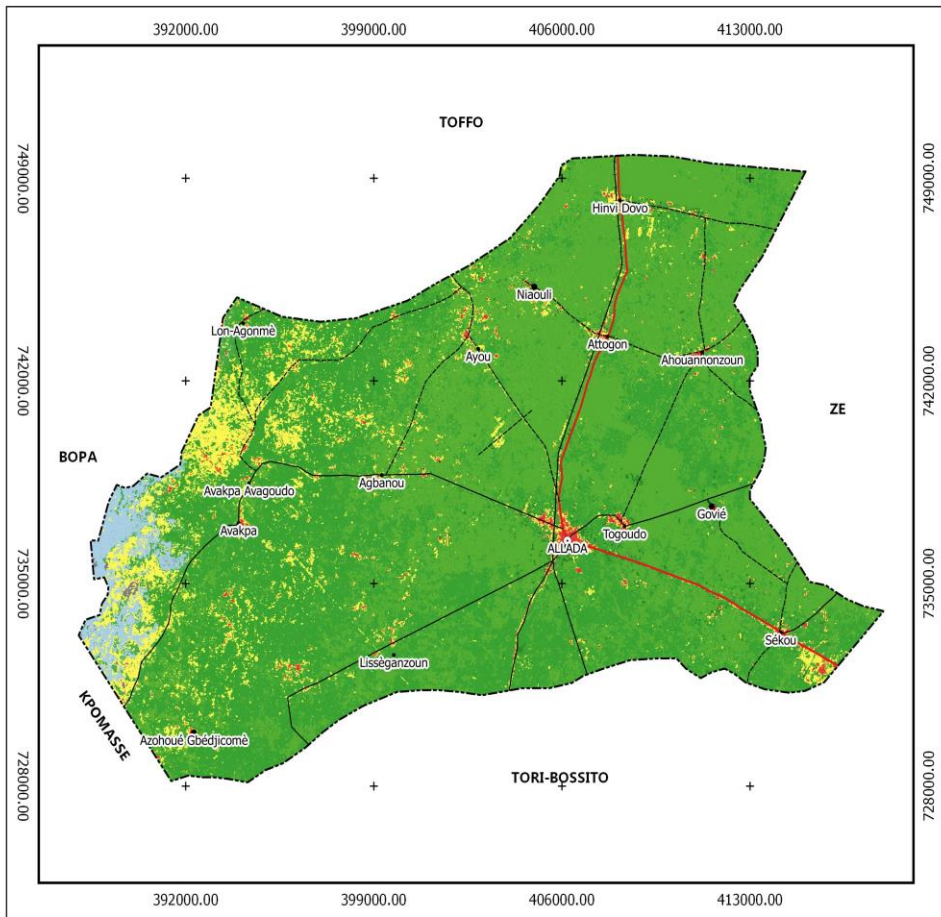 392000.00 399000.00 406000.00 413000.00
TOFFO
749000.00 749000.00
Hinvi Dovo
Niaouli
Lon-Agonmè
Attogon
Ayou
Ahouannonzoun
742000.00 742000.00
ZE
BOPA
Agbanou
Avakpa Avagoudo
Govié
Avakpa
Togoudo
ALLADA
735000.00 735000.00
Sékou
Lissèganzoun
KPOMASSE
Azohoué Gbédjicomè
TORI-BOSSITO
728000.00 728000.00
392000.00 399000.00 406000.00 413000.00